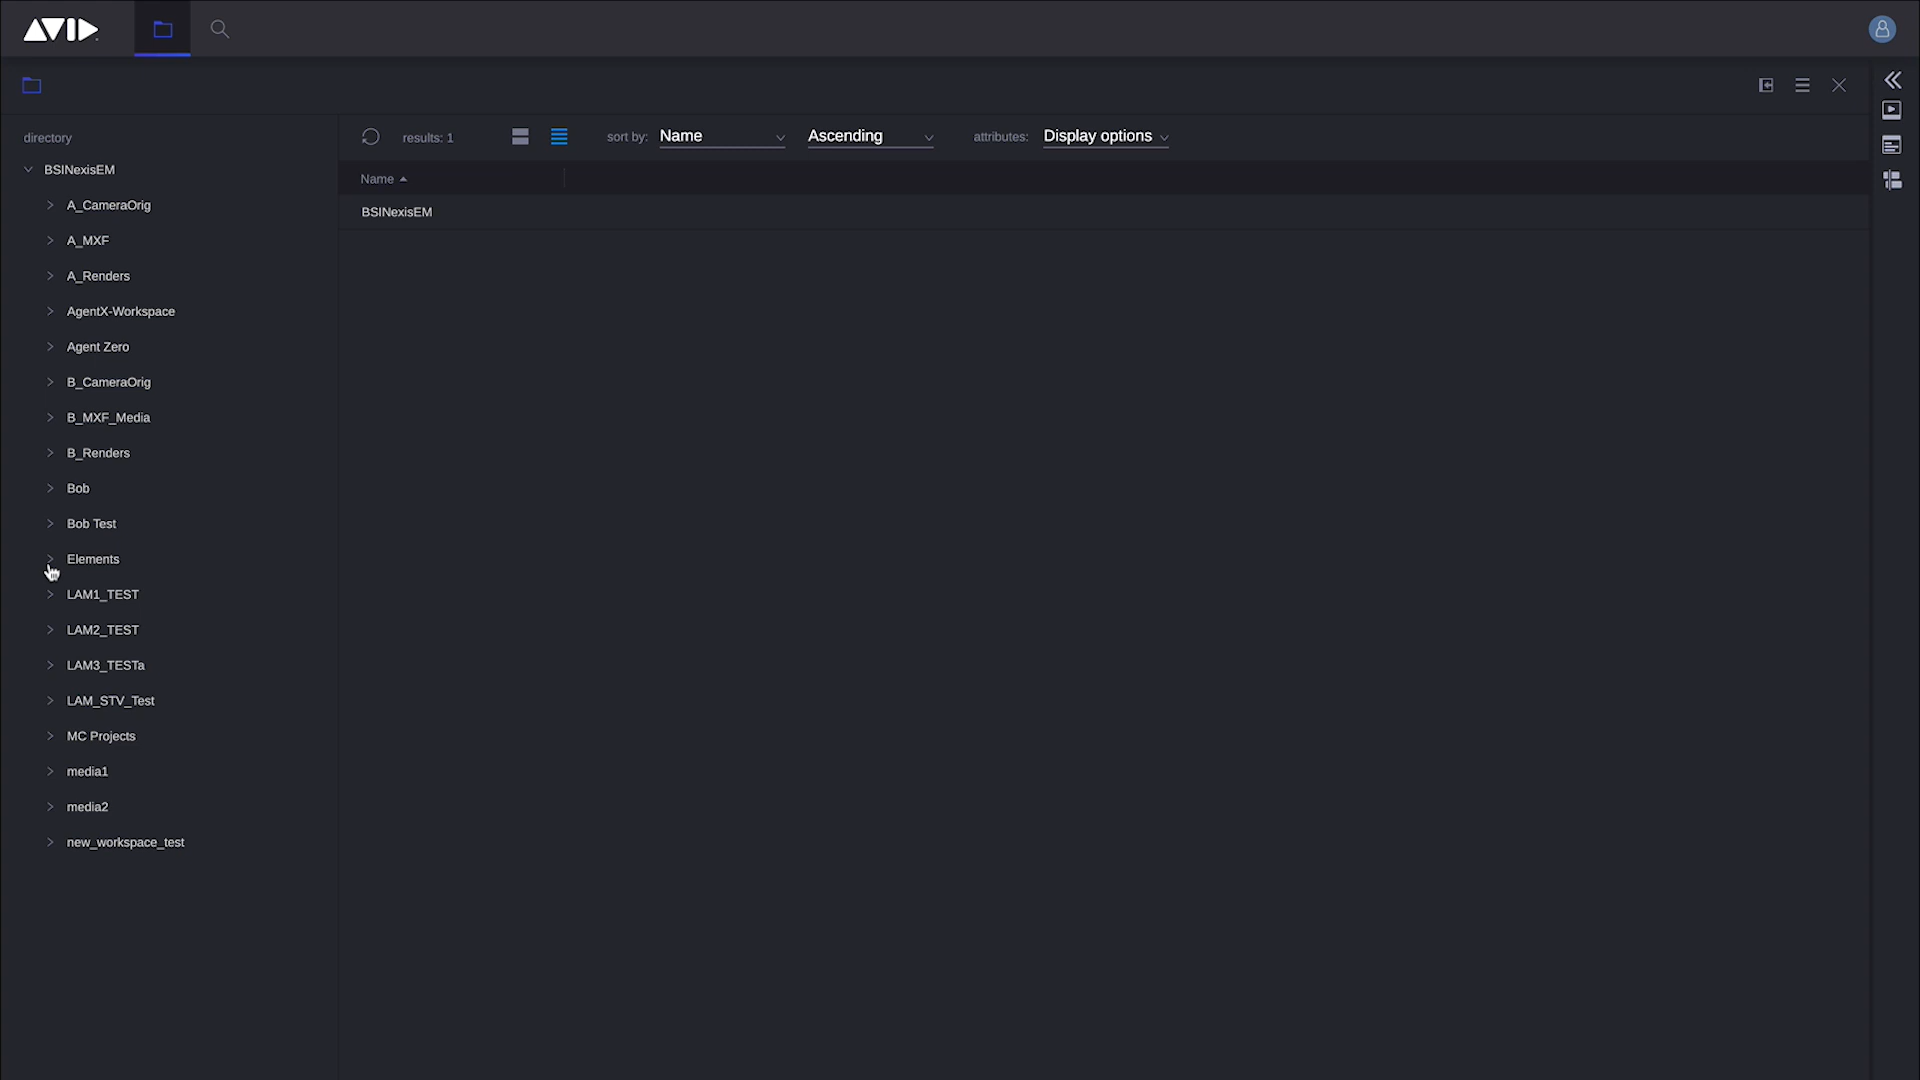 AVID
directory
results: 1
sort by: Name Ascending attributes: Display options
BSINexisEM
Name
BSINexisEM
A_CameraOrig
A_MXF
A_Renders
AgentX-Workspace
Agent Zero
B_CameraOrig
B_MXF_Media
B_Renders
Bob
Bob Test
Elements
LAM1_TEST
LAM2_TEST
LAM3_TESTa
LAM_STV_Test
MC Projects
media1
media2
new_workspace_test